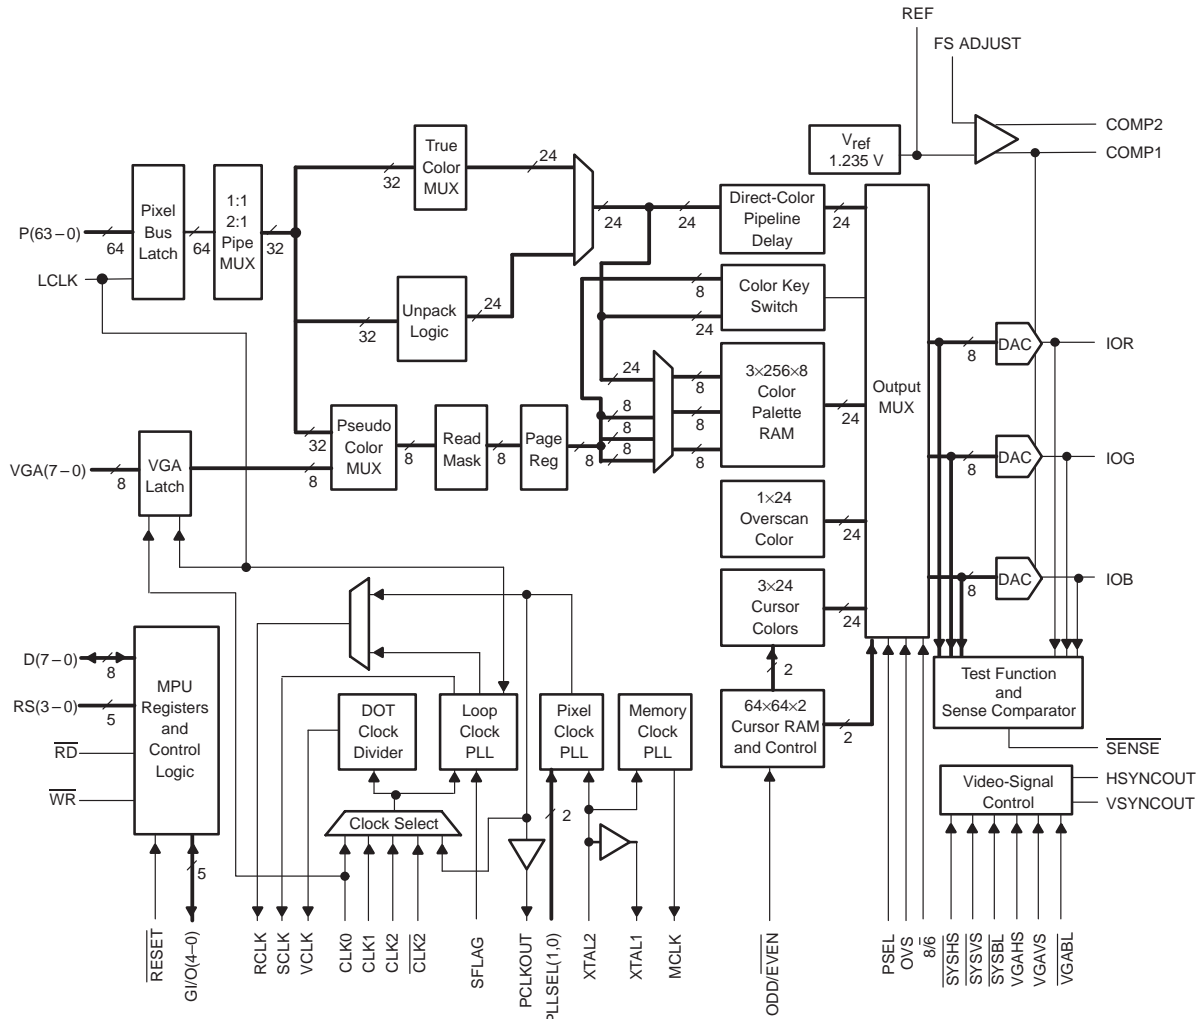 REF
FS ADJUST
COMP2
COMP1
Vref
1.235 V
True
Color
MUX
24
32
Pixel
Bus
Latch
1:1
2:1
Pipe
MUX
P(63–0)
64
64
32
LCLK
24
24
Direct-Color
Pipeline
Delay
24
Unpack
Logic
24
32
8
Color Key
Switch
24
24
8
8
8
8
8
8
3×256×8
Color
Palette
RAM
24
Output
MUX
8
DAC
IOR
32
Pseudo
Color
MUX
8
Read
Mask
8
Page
Reg
8
VGA(7–0)
8
VGA
Latch
8
8
DAC
IOG
1×24
Overscan
Color
24
3×24
Cursor
Colors
24
8
DAC
IOB
2
D(7–0)
8
RS(3–0)
5
RD
WR
MPU
Registers
and
Control
Logic
5
DOT
Clock
Divider
Loop
Clock
PLL
Pixel
Clock
PLL
Memory
Clock
PLL
64×64×2
Cursor RAM
and Control
2
Test Function
and
Sense Comparator
SENSE
Video-Signal
Control
HSYNCOUT
VSYNCOUT
Clock Select
2
RESET
GI/O(4–0)
RCLK
SCLK
VCLK
CLK0
CLK1
CLK2
CLK2
SFLAG
PCLKOUT
PLLSEL(1,0)
XTAL2
XTAL1
MCLK
ODD/EVEN
PSEL
OVS
8/6
SYSHS
SYSVS
SYSBL
VGAHS
VGAVS
VGABL